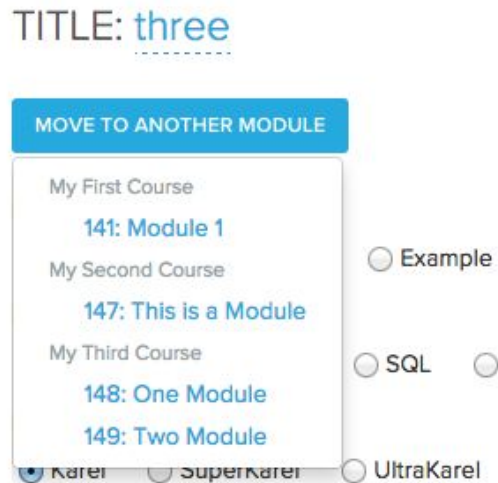 TITLE: three
MOVE TO ANOTHER MODULE
My First Course
141: Module 1
My Second Course
147: This is a Module
My Third Course
148: One Module
149: Two Module
Example
SQL
Karel SuperKarel UltraKarel